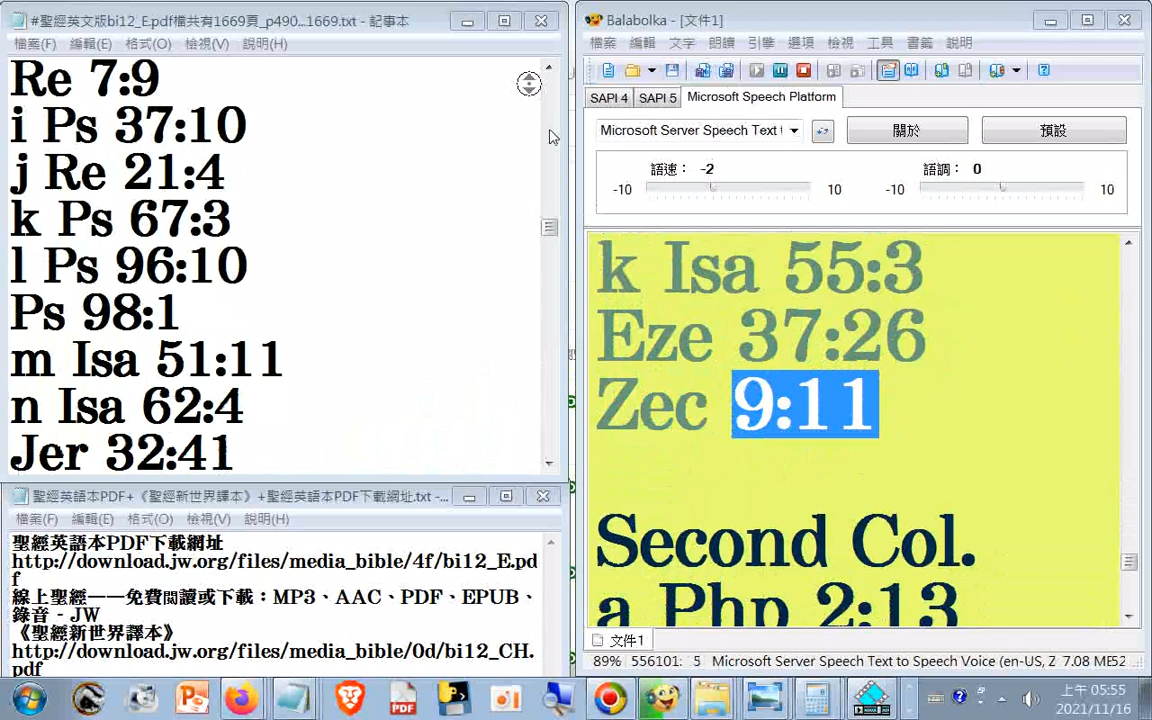 #聖經英文版bi12_E.pdf檔共有1669頁_p490...1669.txt - 記事本
檔案(F) 編輯(E) 格式(O) 檢視(V) 說明(H)
Re 7:9
i Ps 37:10
j Re 21:4
k Ps 67:3
l Ps 96:10
Ps 98:1
m Isa 51:11
n Isa 62:4
Jer 32:41
聖經英語本PDF+《聖經新世界譯本》+聖經英語本PDF下載網址.txt - ...
檔案(F) 編輯(E) 格式(O) 檢視(V) 說明(H)
聖經英語本PDF下載網址
http://download.jw.org/files/media_bible/4f/bi12_E.pd
f
線上聖經——免費閱讀或下載：MP3、AAC、PDF、EPUB、
錄音 - JW
《聖經新世界譯本》
http://download.jw.org/files/media_bible/0d/bi12_CH.
pdf
Balabolka - [文件1]
檔案 編輯 文字 朗讀 引擎 選項 檢視 工具 書籤 說明
SAPI 4 SAPI 5 Microsoft Speech Platform
Microsoft Server Speech Text t 關於 預設
語速： -2 語調： 0
-10 10 -10 10
k Isa 55:3
Eze 37:26
Zec 9:11
Second Col.
a Php 2:13
文件1
89% 556101: 5 Microsoft Server Speech Text to Speech Voice (en-US, Z 7.08 MB 52
上午 05:55
2021/11/16